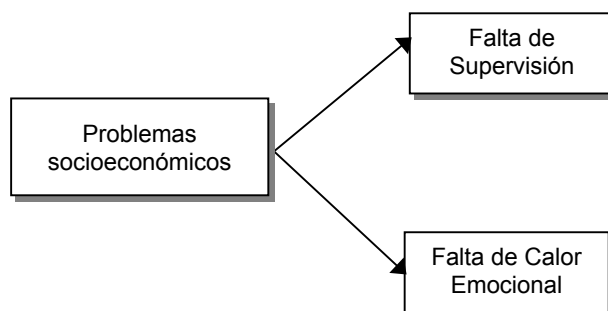 Falta de
Supervisión
Problemas
socioeconómicos
Falta de Calor
Emocional